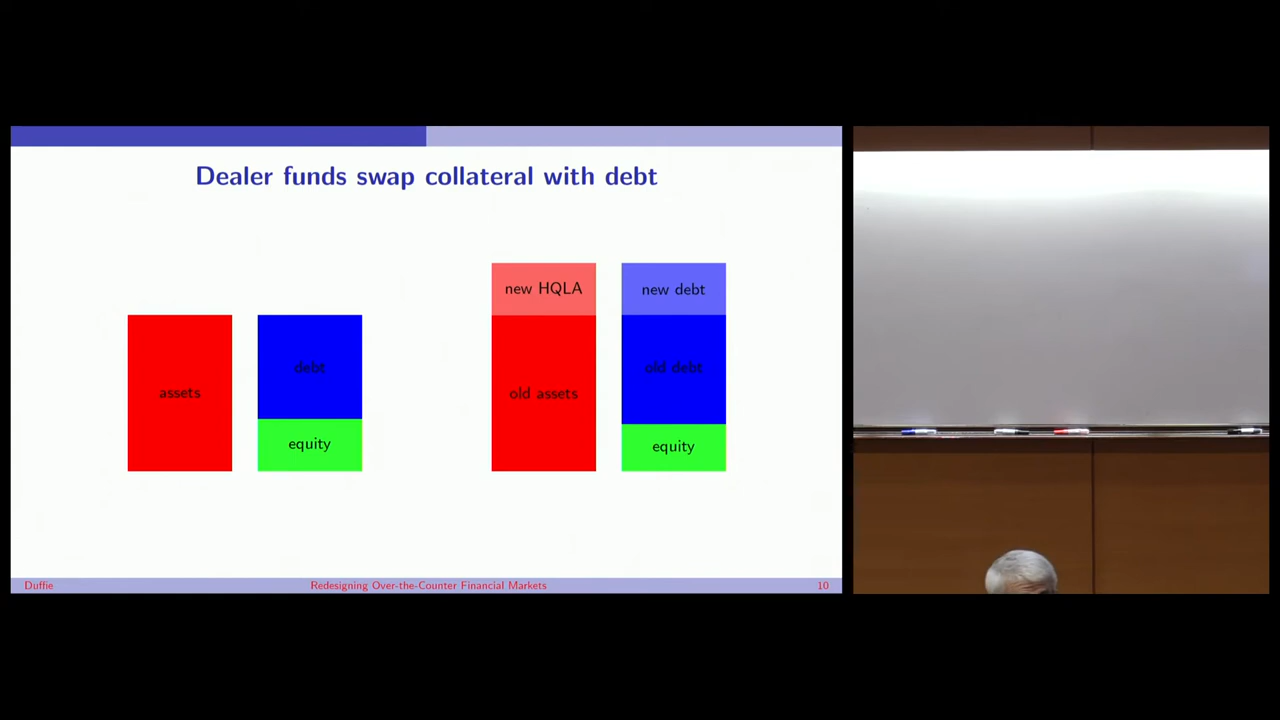 Dealer funds swap collateral with debt
new HQLA
new debt
assets
debt
equity
old assets
old debt
equity
Duffie
Redesigning Over-the-Counter Financial Markets
10